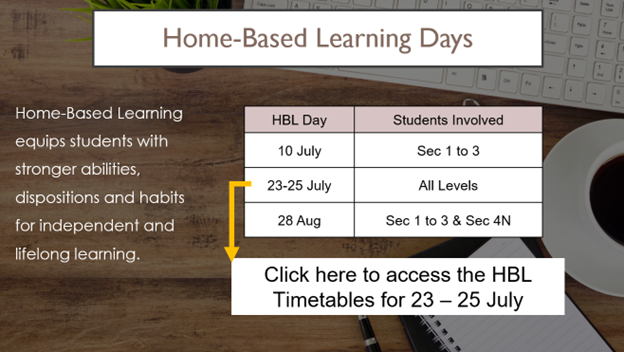 Home-Based Learning Days
Home-Based Learning
equips students with
stronger abilities,
dispositions and habits
for independent and
lifelong learning.
HBL Day Students Involved
10 July Sec 1 to 3
23-25 July All Levels
28 Aug Sec 1 to 3 & Sec 4N
Click here to access the HBL
Timetables for 23 – 25 July